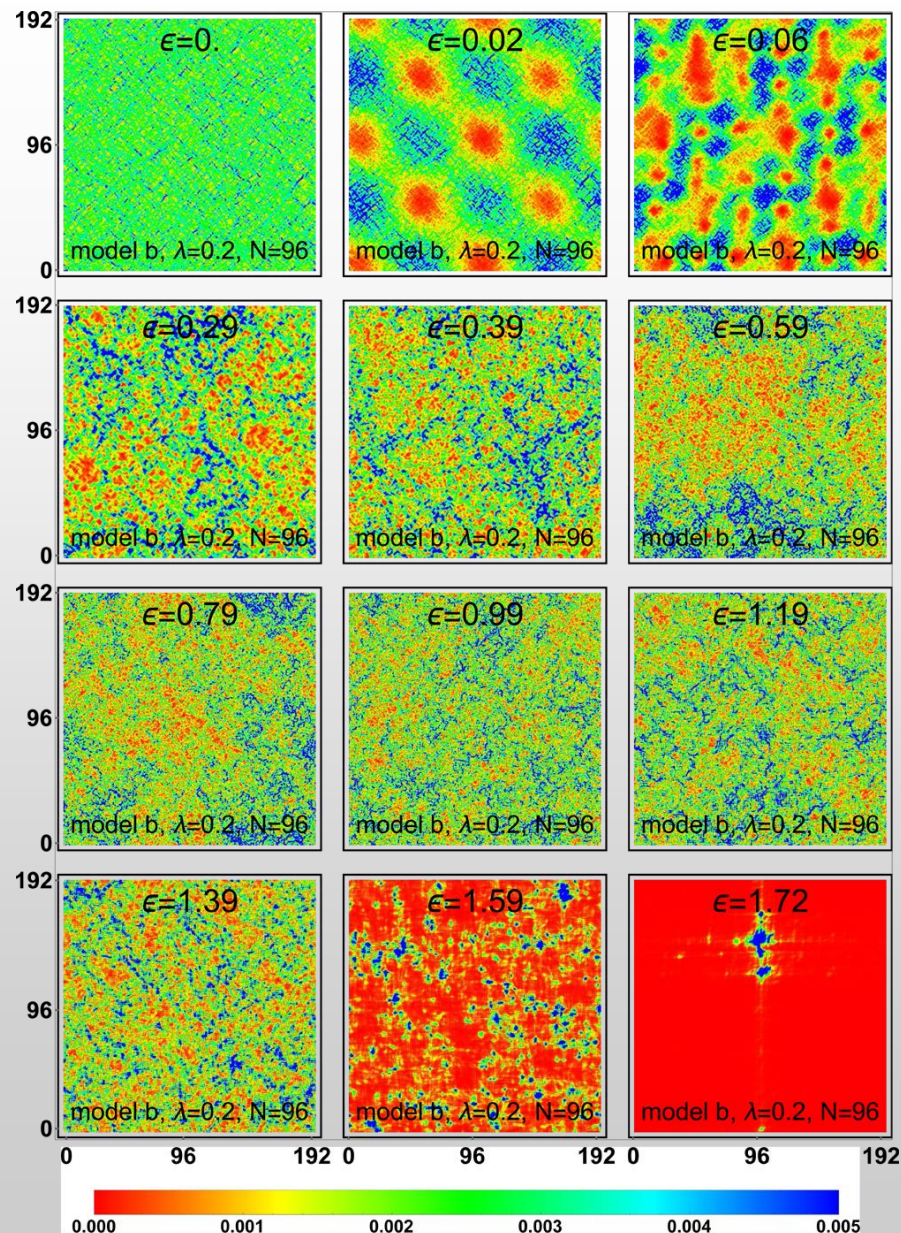 192
ϵ=0.
ϵ=0.02
ϵ=0.06
96
model b, λ=0.2, N=96
model b, λ=0.2, N=96
model b, λ=0.2, N=96
0
192
ϵ=0.29
ϵ=0.39
ϵ=0.59
96
model b, λ=0.2, N=96
model b, λ=0.2, N=96
model b, λ=0.2, N=96
0
192
ϵ=0.79
ϵ=0.99
ϵ=1.19
96
model b, λ=0.2, N=96
model b, λ=0.2, N=96
model b, λ=0.2, N=96
0
192
ϵ=1.39
ϵ=1.59
ϵ=1.72
96
model b, λ=0.2, N=96
model b, λ=0.2, N=96
model b, λ=0.2, N=96
0
0 96 192
0 96 192
0 96 192
0.000 0.001 0.002 0.003 0.004 0.005